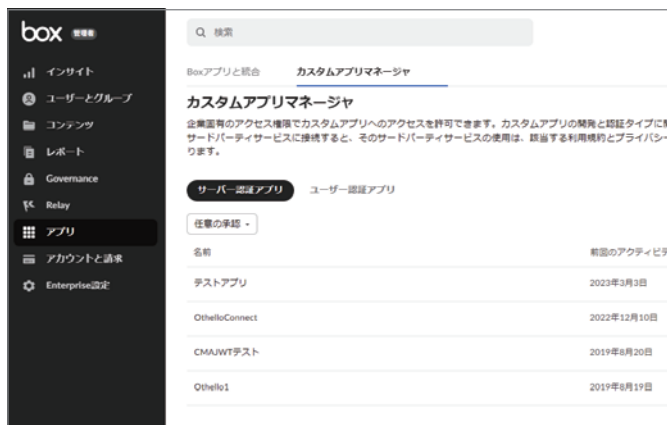 box 管理者
検索
インサイト
ユーザーとグループ
コンテンツ
レポート
Governance
Relay
アプリ
アカウントと請求
Enterprise設定
Boxアプリと統合 カスタムアプリマネージャ
カスタムアプリマネージャ
企業固有のアクセス権限でカスタムアプリへのアクセスを許可できます。カスタムアプリの開発と認証タイプに
サードパーティサービスに接続すると、そのサードパーティサービスの使用は、該当する利用規約とプライバシー
ります。
サーバー認証アプリ ユーザー認証アプリ
任意の承認
名前 前回のアクティビテ
テストアプリ 2023年3月3日
OthelloConnect 2022年12月10日
CMAJWTテスト 2019年8月20日
Othello1 2019年8月19日